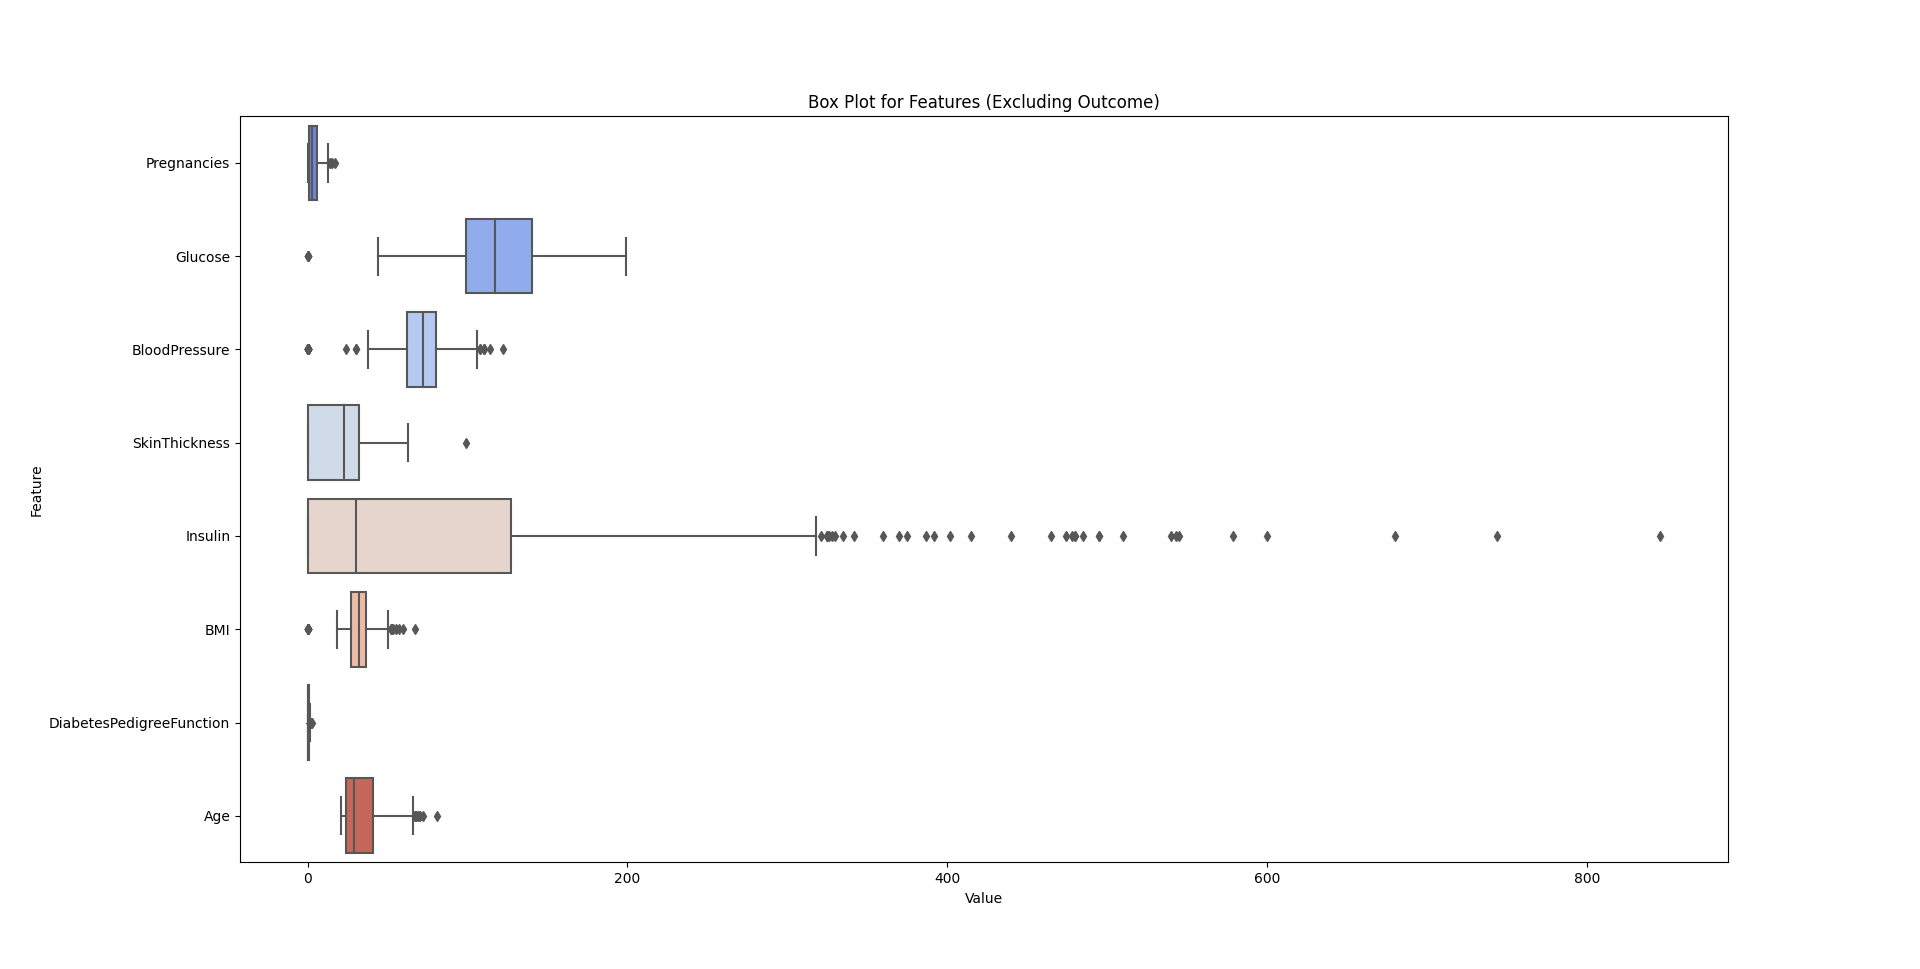 Box Plot for Features (Excluding Outcome)
Feature
Pregnancies
Glucose
BloodPressure
SkinThickness
Insulin
BMI
DiabetesPedigreeFunction
Age
0 200 400 600 800
Value